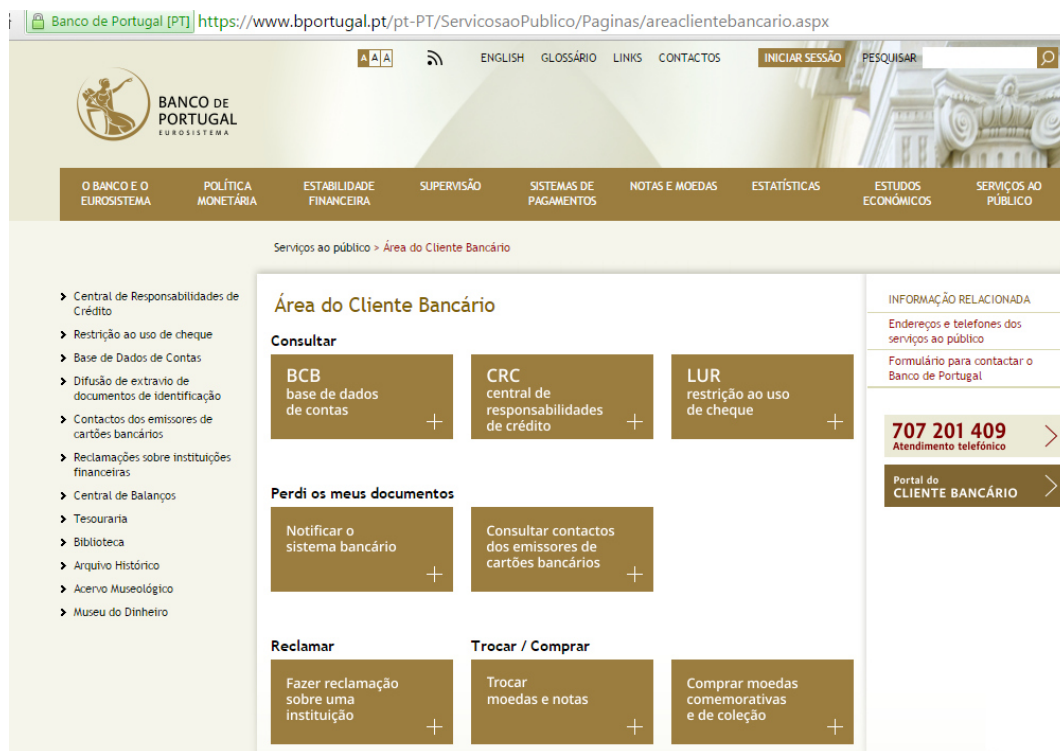 Banco de Portugal [PT] https://www.bportugal.pt/pt-PT/ServicosaoPublico/Paginas/areaclientebancario.aspx
A A A ENGLISH GLOSSÁRIO LINKS CONTACTOS INICIAR SESSÃO PESQUISAR
BANCO DE
PORTUGAL
EUROSISTEMA
O BANCO E O
EUROSISTEMA
POLÍTICA
MONETÁRIA
ESTABILIDADE
FINANCEIRA
SUPERVISÃO
SISTEMAS DE
PAGAMENTOS
NOTAS E MOEDAS
ESTATÍSTICAS
ESTUDOS
ECONÓMICOS
SERVIÇOS AO
PÚBLICO
Serviços ao público > Área do Cliente Bancário
Central de Responsabilidades de
Crédito
Restrição ao uso de cheque
Base de Dados de Contas
Difusão de extravio de
documentos de identificação
Contactos dos emissores de
cartões bancários
Reclamações sobre instituições
financeiras
Central de Balanços
Tesouraria
Biblioteca
Arquivo Histórico
Acervo Museológico
Museu do Dinheiro
Área do Cliente Bancário
Consultar
BCB
base de dados
de contas
CRC
central de
responsabilidades
de crédito
LUR
restrição ao uso
de cheque
Perdi os meus documentos
Notificar o
sistema bancário
Consultar contactos
dos emissores de
cartões bancários
Reclamar
Fazer reclamação
sobre uma
instituição
Trocar / Comprar
Trocar
moedas e notas
Comprar moedas
comemorativas
e de coleção
INFORMAÇÃO RELACIONADA
Endereços e telefones dos
serviços ao público
Formulário para contactar o
Banco de Portugal
707 201 409
Atendimento telefónico
Portal do
CLIENTE BANCÁRIO